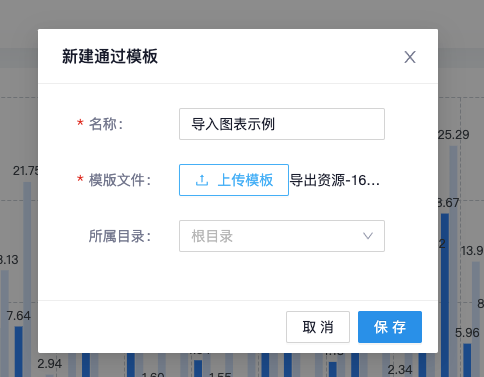 新建通过模板
* 名称：
导入图表示例
* 模版文件：
上传模板
导出资源-16...
所属目录：
根目录
取 消
保 存
25.29
21.75
3.67
2
3.13
13.9
7.64
8
5.96
2.94
2.34
1.60
1.55